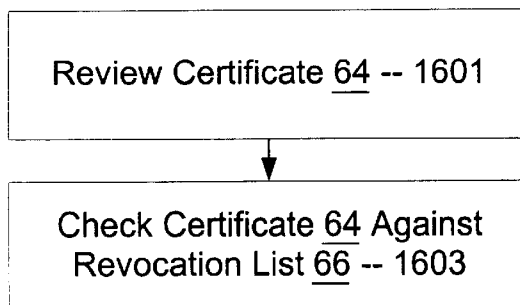 Review Certificate 64 -- 1601
Check Certificate 64 Against
Revocation List 66 -- 1603